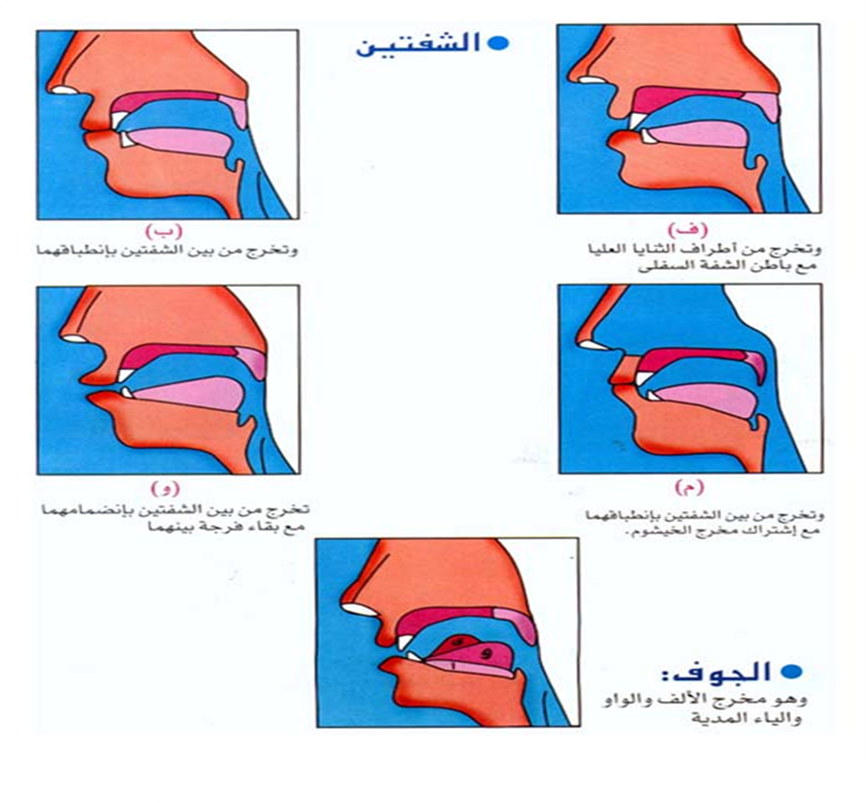 ● الشفتين
(ف)
وتخرج من أطراف الثنايا العليا
مع باطن الشفة السفلى
(ب)
وتخرج من بين الشفتين بإنطباقهما
(م)
وتخرج من بين الشفتين بإنطباقهما
مع إشتراك مخرج الخيشوم.
(و)
تخرج من بين الشفتين بإنضمامهما
مع بقاء فرجة بينهما
● الجوف:
وهو مخرج الألف والواو
والياء المدية
و
ا